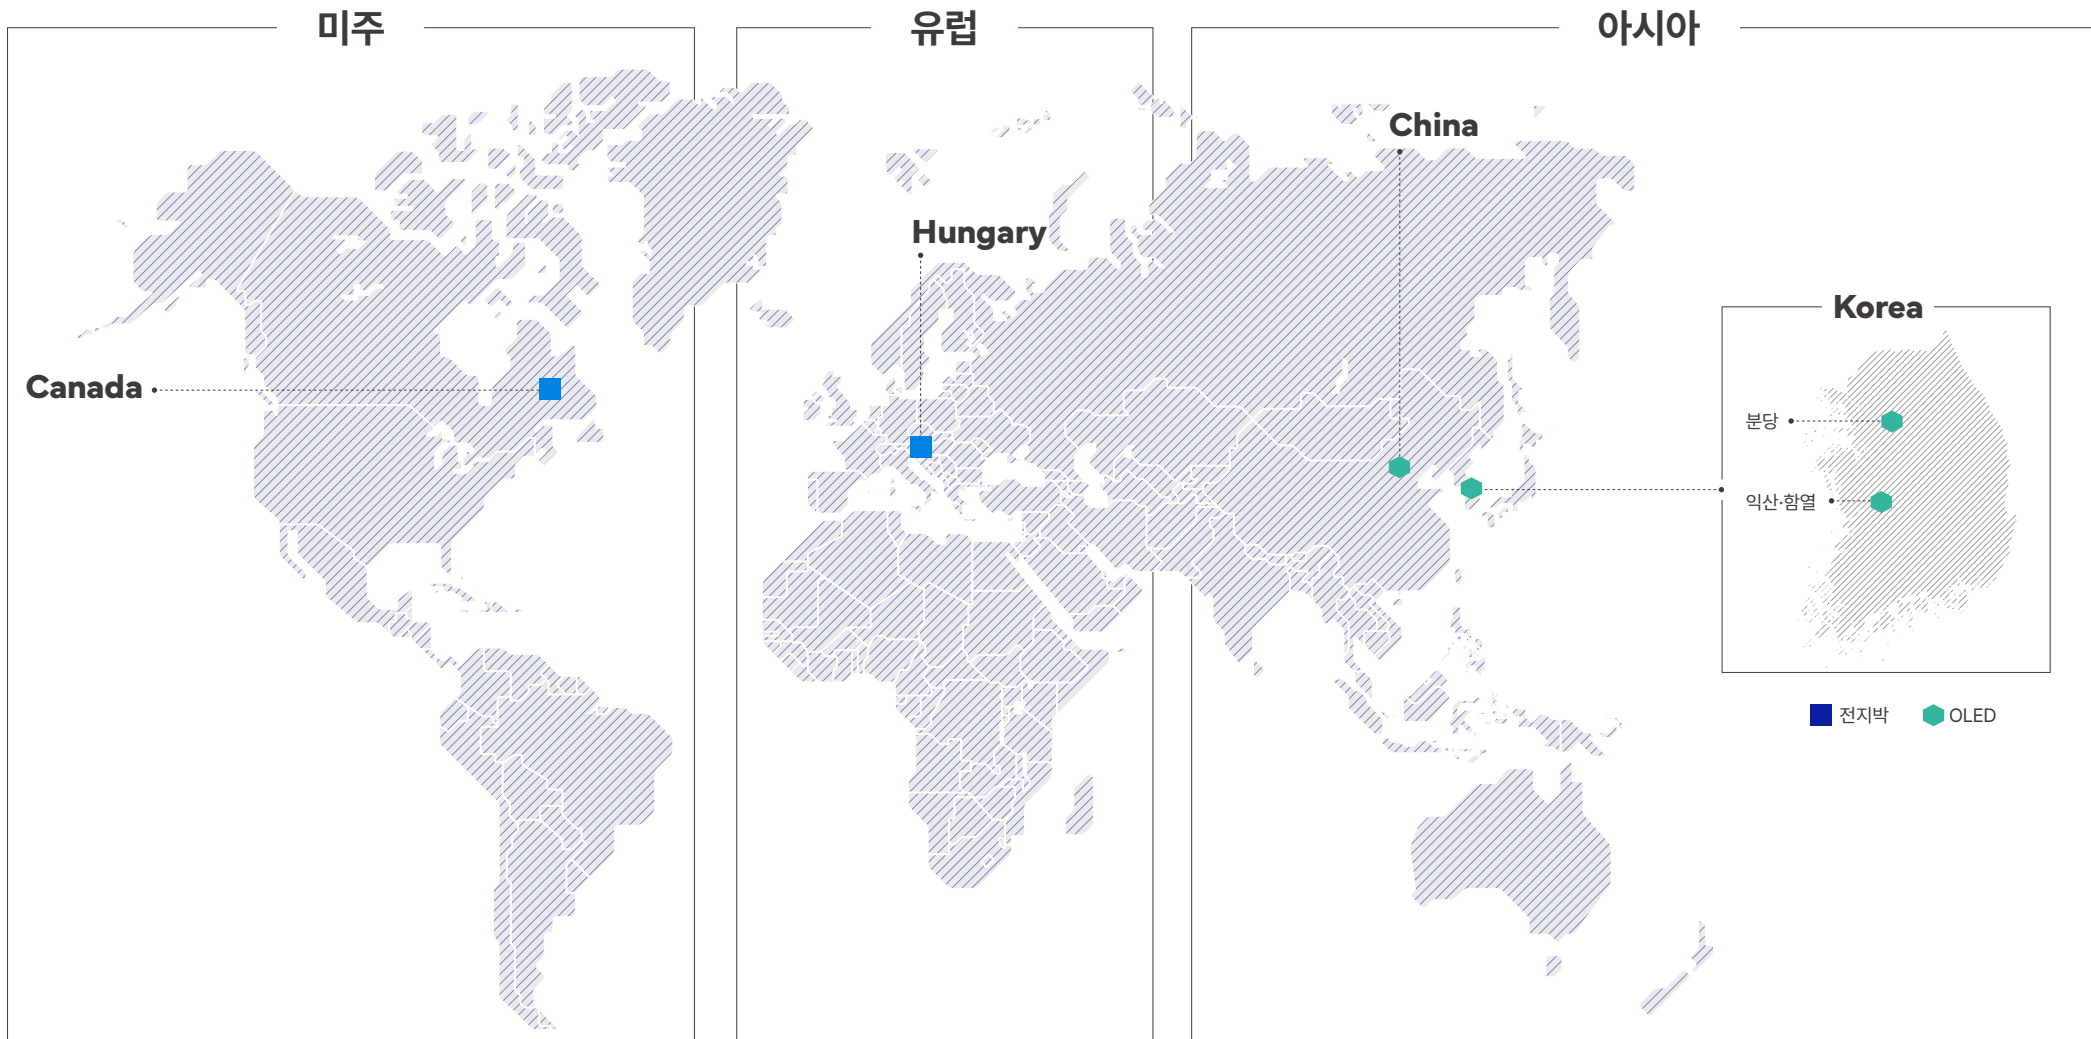 미주
유럽
아시아
China
Hungary
Korea
Canada
분당
익산·함열
전지박
OLED